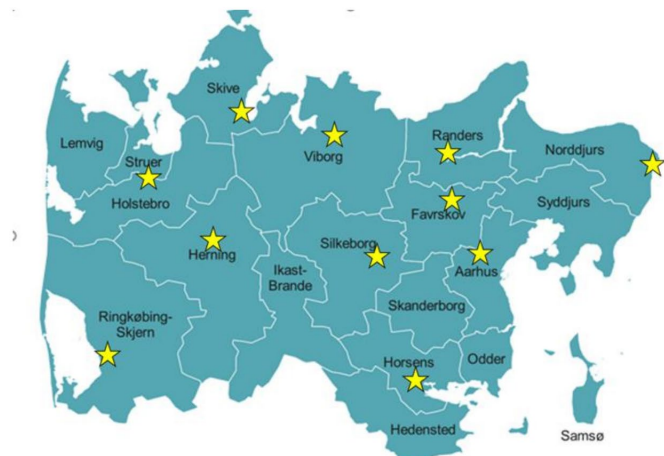 Skive
Lemvig
Struer
Viborg
Randers
Norddjurs
Holstebro
Favrskov
Syddjurs
Herning
Silkeborg
Ikast-
Brande
Aarhus
Skanderborg
Ringkøbing-
Skjern
Horsens
Odder
Hedensted
Samsø